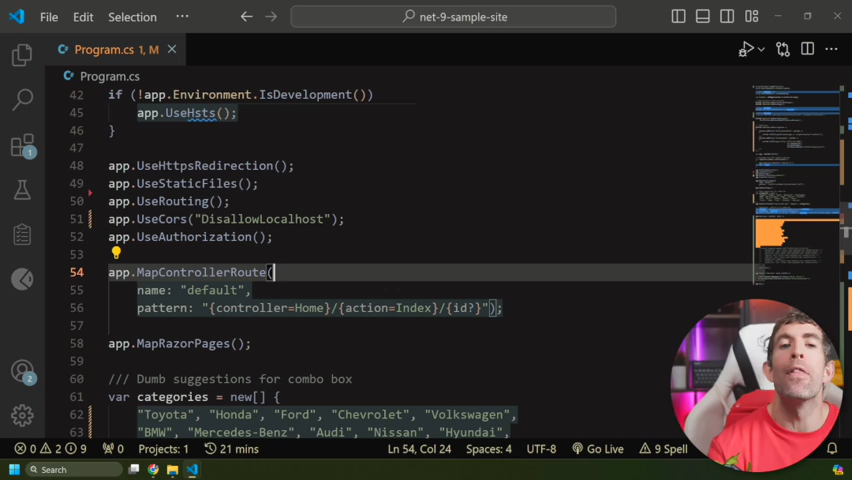 File Edit Selection ··· net-9-sample-site
Program.cs 1, M
Program.cs
42 if (!app.Environment.IsDevelopment())
45 app.UseHsts();
46 }
47
48 app.UseHttpsRedirection();
49 app.UseStaticFiles();
50 app.UseRouting();
51 app.UseCors("DisallowLocalhost");
52 app.UseAuthorization();
53
54 app.MapControllerRoute(
55 name: "default",
56 pattern: "{controller=Home}/{action=Index}/{id?}");
57
58 app.MapRazorPages();
59
60 /// Dumb suggestions for combo box
61 var categories = new[] {
62 "Toyota", "Honda", "Ford", "Chevrolet", "Volkswagen",
63 "BMW", "Mercedes-Benz", "Audi", "Nissan", "Hyundai",
1
2
0 2 9 0 Projects: 1 21 mins Ln 54, Col 24 Spaces: 4 UTF-8 Go Live 9 Spell
Search